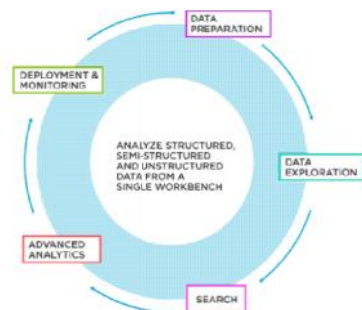 DATA
PREPARATION
DEPLOYMENT &
MONITORING
ANALYZE STRUCTURED,
SEMI-STRUCTURED
AND UNSTRUCTURED
DATA FROM A
SINGLE WORKBENCH
DATA
EXPLORATION
ADVANCED
ANALYTICS
SEARCH